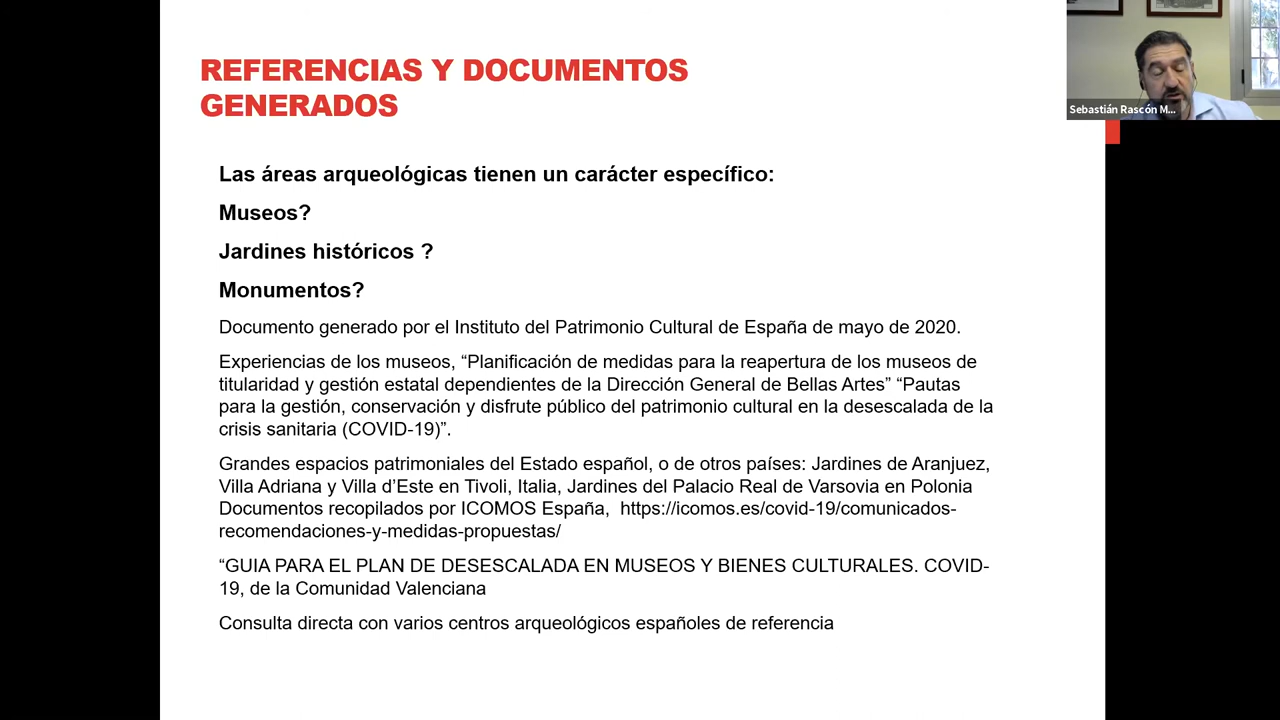 REFERENCIAS Y DOCUMENTOS
GENERADOS
Sebastián Rascón M...
Las áreas arqueológicas tienen un carácter específico:
Museos?
Jardines históricos ?
Monumentos?
Documento generado por el Instituto del Patrimonio Cultural de España de mayo de 2020.
Experiencias de los museos, “Planificación de medidas para la reapertura de los museos de
titularidad y gestión estatal dependientes de la Dirección General de Bellas Artes” “Pautas
para la gestión, conservación y disfrute público del patrimonio cultural en la desescalada de la
crisis sanitaria (COVID-19)”.
Grandes espacios patrimoniales del Estado español, o de otros países: Jardines de Aranjuez,
Villa Adriana y Villa d’Este en Tivoli, Italia, Jardines del Palacio Real de Varsovia en Polonia
Documentos recopilados por ICOMOS España,  https://icomos.es/covid-19/comunicados-
recomendaciones-y-medidas-propuestas/
“GUIA PARA EL PLAN DE DESESCALADA EN MUSEOS Y BIENES CULTURALES. COVID-
19, de la Comunidad Valenciana
Consulta directa con varios centros arqueológicos españoles de referencia